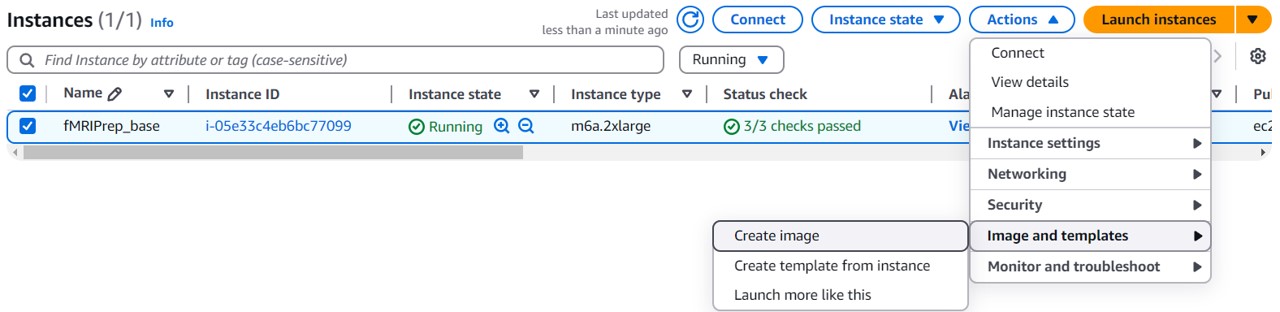 Instances (1/1) Info
Last updated
less than a minute ago
Connect
Instance state
Actions
Launch instances
Find Instance by attribute or tag (case-sensitive)
Running
Name
Instance ID
Instance state
Instance type
Status check
Ala
Pu
fMRIPrep_base
i-05e33c4eb6bc77099
Running
m6a.2xlarge
3/3 checks passed
Vie
ec2
Connect
View details
Manage instance state
Instance settings
Networking
Security
Image and templates
Monitor and troubleshoot
Create image
Create template from instance
Launch more like this